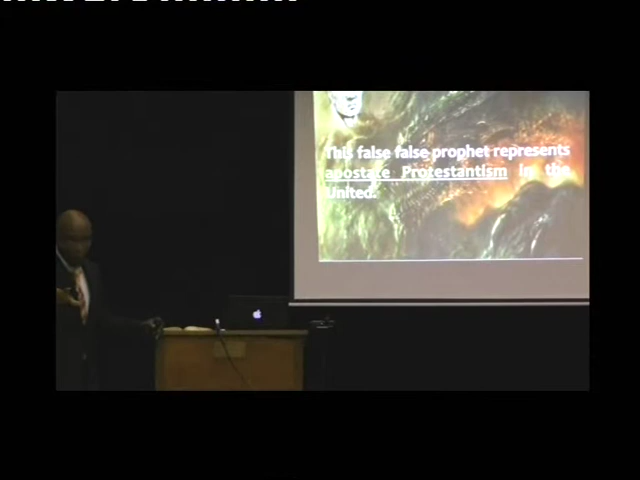 This false false prophet represents
apostate Protestantism in the
United.